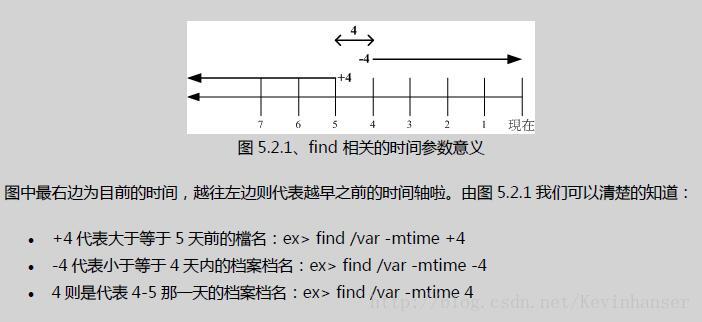 4
-4
+4
7 6 5 4 3 2 1 現在
图 5.2.1、find 相关的时间参数意义
图中最右边为目前的时间，越往左边则代表越早之前的时间轴啦。由图 5.2.1 我们可以清楚的知道：
• +4 代表大于等于 5 天前的檔名：ex> find /var -mtime +4
• -4 代表小于等于 4 天内的档案档名：ex> find /var -mtime -4
• 4 则是代表 4-5 那一天的档案档名：ex> find /var -mtime 4
http://blog.csdn.net/Kevinhanser